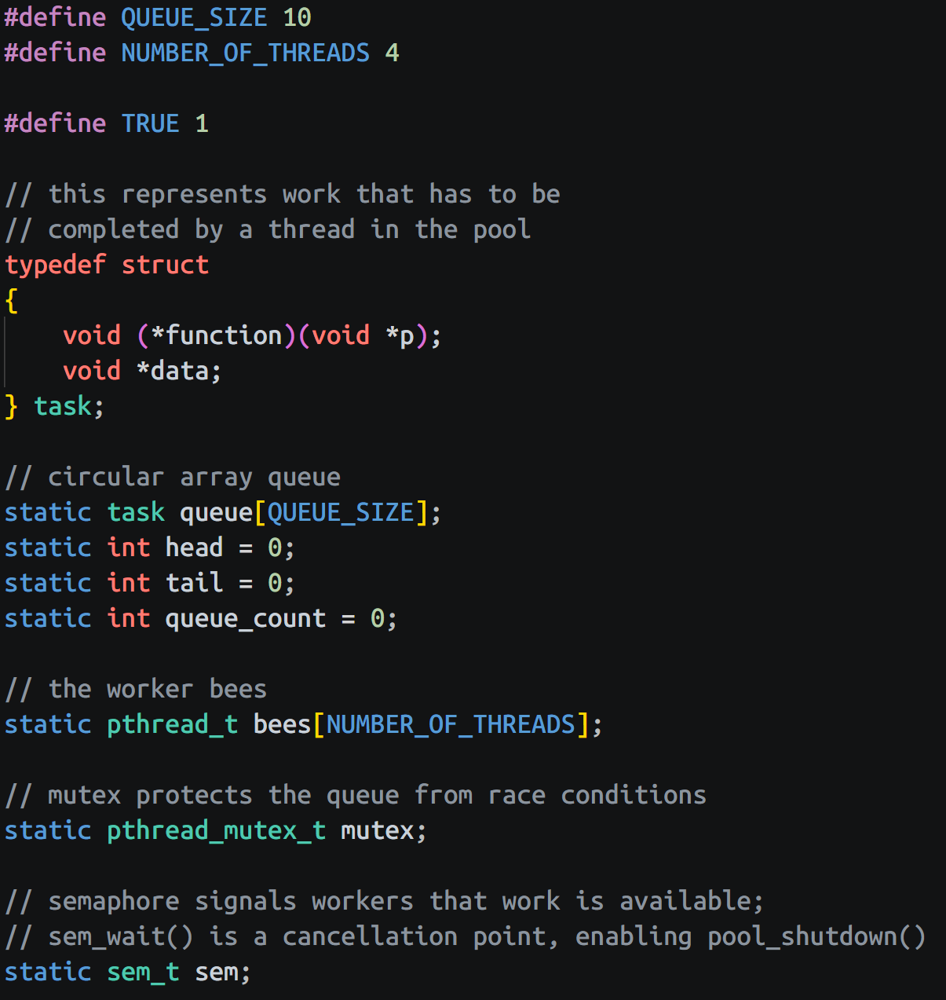 #define QUEUE_SIZE 10
#define NUMBER_OF_THREADS 4

#define TRUE 1

// this represents work that has to be
// completed by a thread in the pool
typedef struct
{
    void (*function)(void *p);
    void *data;
} task;

// circular array queue
static task queue[QUEUE_SIZE];
static int head = 0;
static int tail = 0;
static int queue_count = 0;

// the worker bees
static pthread_t bees[NUMBER_OF_THREADS];

// mutex protects the queue from race conditions
static pthread_mutex_t mutex;

// semaphore signals workers that work is available;
// sem_wait() is a cancellation point, enabling pool_shutdown()
static sem_t sem;